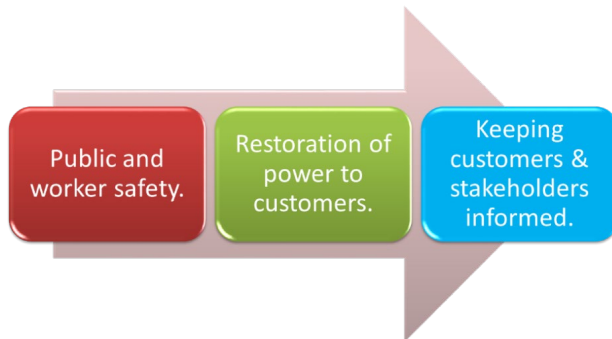 Public and
worker safety.
Restoration of
power to
customers.
Keeping
customers &
stakeholders
informed.